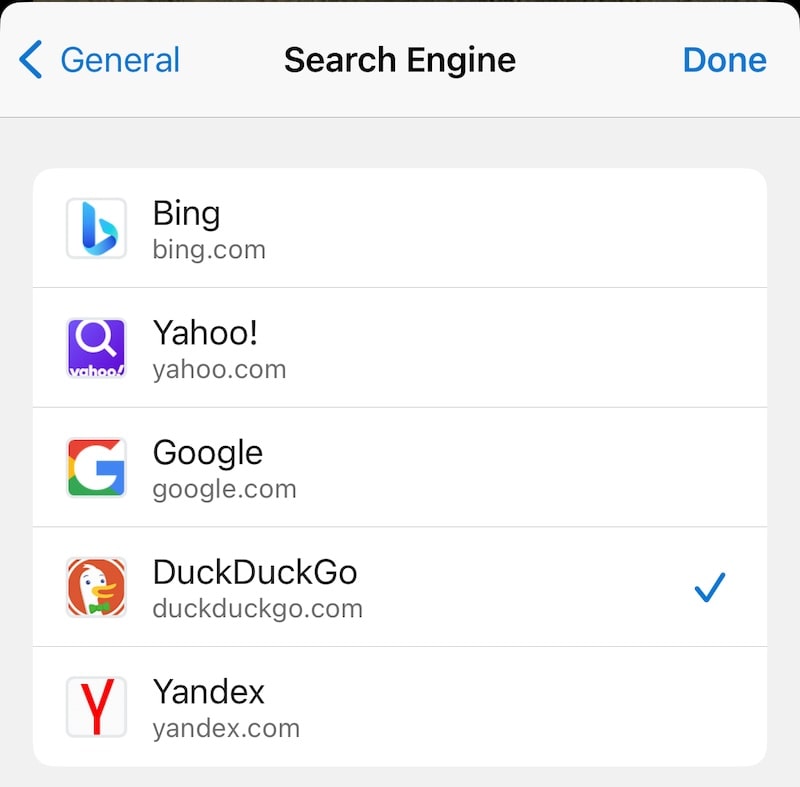 General
Search Engine
Done
Bing
bing.com
Yahoo!
yahoo.com
yahoo!
Google
google.com
DuckDuckGo
duckduckgo.com
Yandex
yandex.com